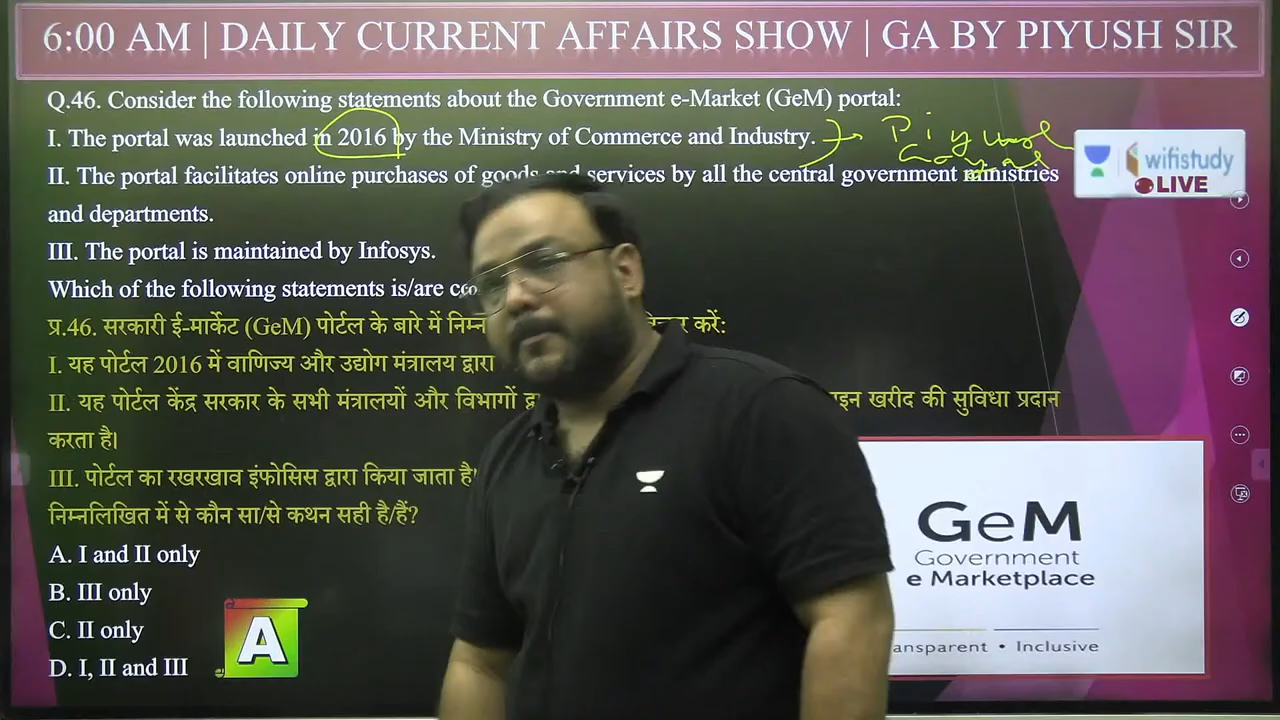 6:00 AM | DAILY CURRENT AFFAIRS SHOW | GA BY PIYUSH SIR
Q.46. Consider the following statements about the Government e-Market (GeM) portal:
I. The portal was launched in 2016 by the Ministry of Commerce and Industry.
Piyush
Goyal
wifistudy
LIVE
II. The portal facilitates online purchases of goods and services by all the central government ministries
and departments.
III. The portal is maintained by Infosys.
Which of the following statements is/are
प्र.46. सरकारी ई-मार्केट (GeM) पोर्टल के बारे में करें:
I. यह पोर्टल 2016 में वाणिज्य और उद्योग मंत्रालय द्वारा
II. यह पोर्टल केंद्र सरकार के सभी मंत्रालयों और विभागों खरीद की सुविधा प्रदान
करता है।
III. पोर्टल का रखरखाव इंफोसिस द्वारा किया जाता है
निम्नलिखित में से कौन सा/से कथन सही है/हैं?
A. I and II only
B. III only
C. II only
D. I, II and III
A
GeM
Government
e Marketplace
• Inclusive